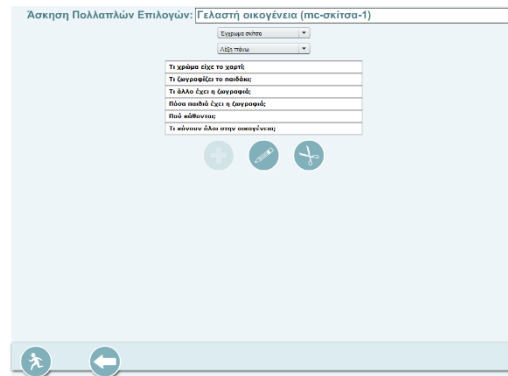 Άσκηση Πολλαπλών Επιλογών: Γελαστή οικογένεια (mc-σκίτσα-1)
Έγχρωμο σκίτσο
Λέξη πάνω
Τι χρώμα είχε το χαρτί;
Τι ζωγραφίζει το παιδάκι;
Τι άλλο έχει η ζωγραφιά;
Πόσα παιδιά έχει η ζωγραφιά;
Πού κάθονται;
Τι κάνουν όλοι στην οικογένεια;